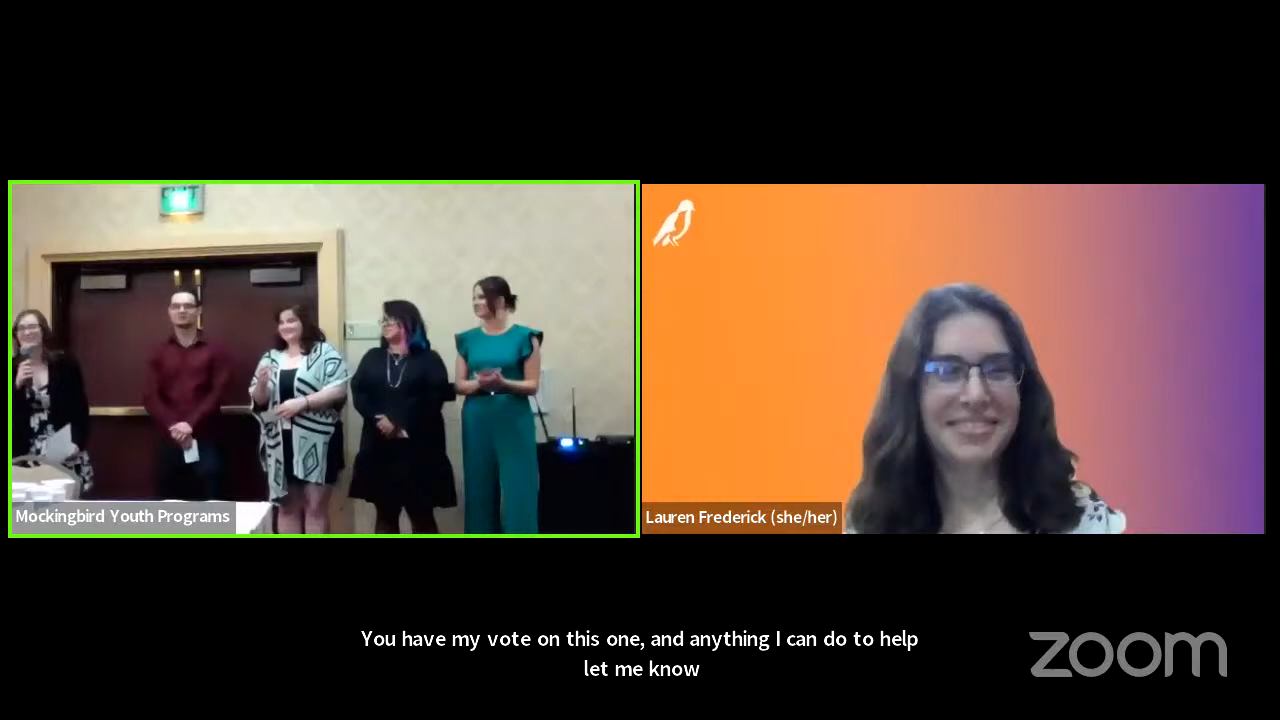 EXIT
Mockingbird Youth Programs
Lauren Frederick (she/her)
You have my vote on this one, and anything I can do to help
let me know
zoom